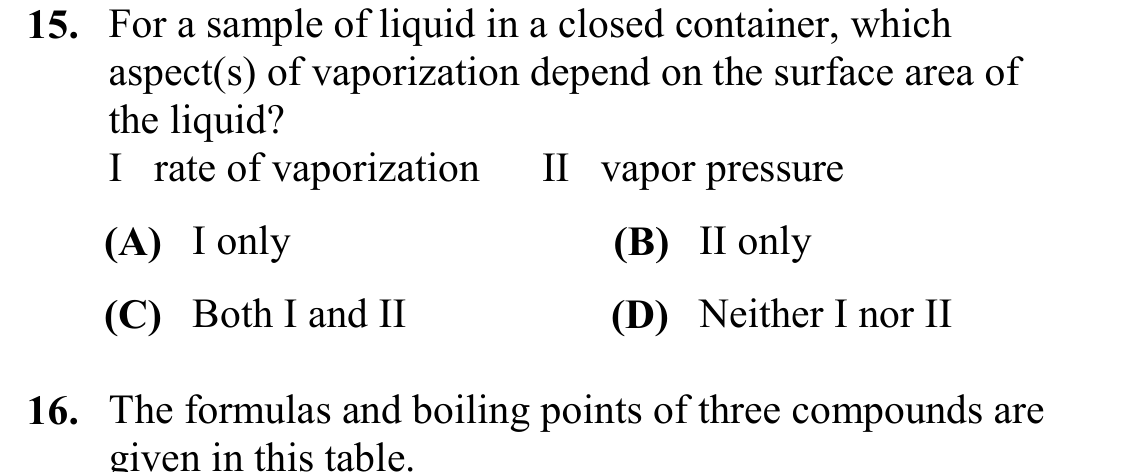 15. For a sample of liquid in a closed container, which
aspect(s) of vaporization depend on the surface area of
the liquid?
I rate of vaporization II vapor pressure
(A) I only (B) II only
(C) Both I and II (D) Neither I nor II
16. The formulas and boiling points of three compounds are
given in this table.